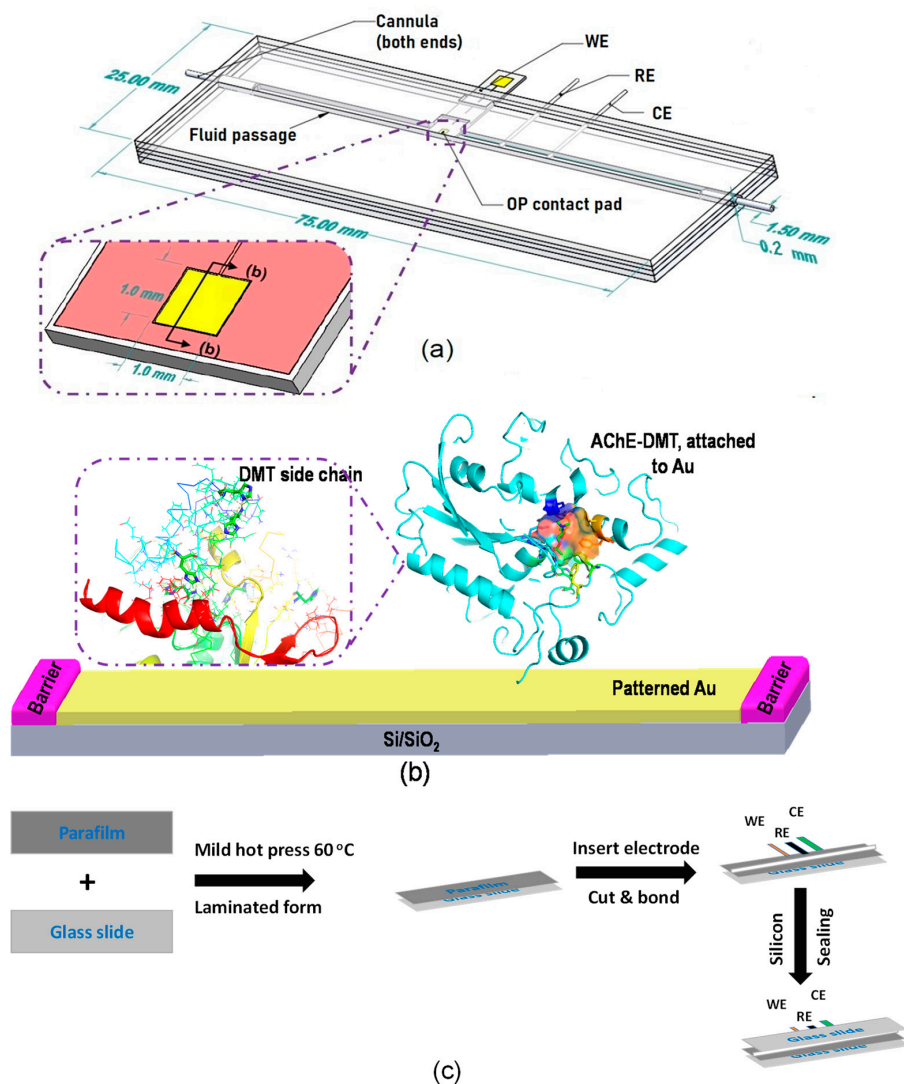 Cannula
(both ends)
WE
RE
CE
25.00 mm
Fluid passage
OP contact pad
75.00 mm
1.50 mm
0.2 mm
(b)
1.0 mm
(b)
1.0 mm
(a)
DMT side chain
AChE-DMT, attached
to Au
Barrier
Patterned Au
Barrier
Si/SiO2
(b)
Parafilm
+
Glass slide
Mild hot press 60 °C
Laminated form
Parafilm
Glass slide
Insert electrode
Cut & bond
WE
RE
CE
Glass slide
Silicon
Sealing
WE
RE
CE
Glass slide
Glass slide
(c)